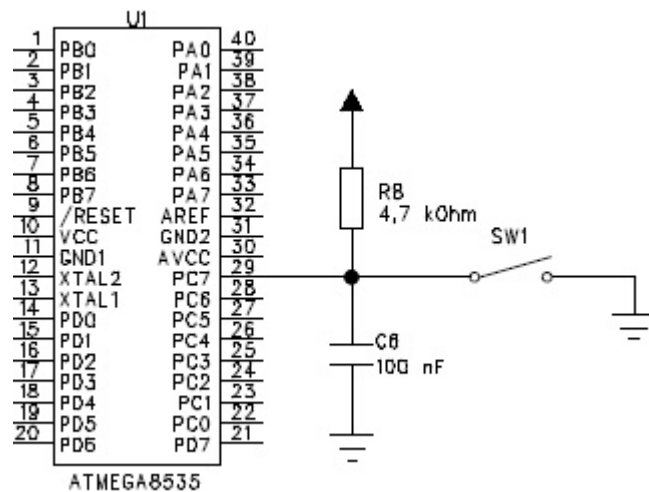 U1
1 PB0 PA0 40
2 PB1 PA1 39
3 PB2 PA2 38
4 PB3 PA3 37
5 PB4 PA4 36
6 PB5 PA5 35
7 PB6 PA6 34
8 PB7 PA7 33
9 /RESET AREF 32
10 VCC GND2 31
11 GND1 AVCC 30
12 XTAL2 PC7 29
13 XTAL1 PC6 28
14 PD0 PC5 27
15 PD1 PC4 26
16 PD2 PC3 25
17 PD3 PC2 24
18 PD4 PC1 23
19 PD5 PC0 22
20 PD6 PD7 21
ATMEGA8535
R8
4,7 kOhm
SW1
C6
100 nF